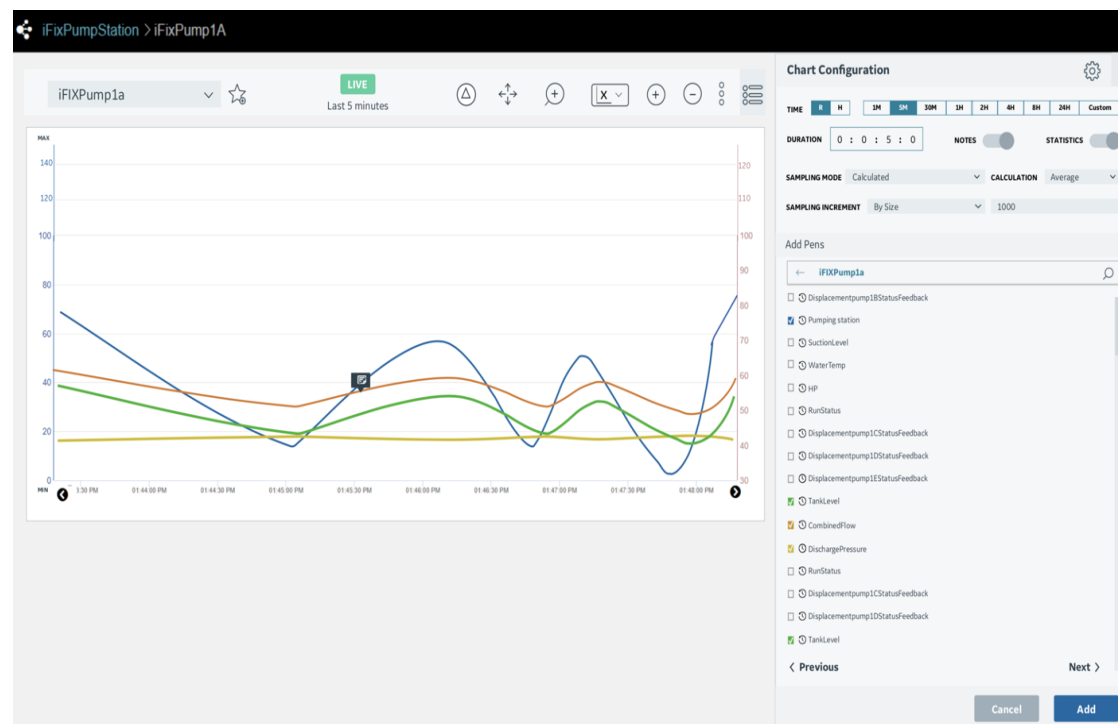 iFixPumpStation > iFixPump1A
iFIXPump1a
LIVE
Last 5 minutes
X
MAX
140
120
100
80
60
40
20
0
MIN
120
110
100
90
80
70
60
50
40
30
1:30 PM
01:44:00 PM
01:44:30 PM
01:45:00 PM
01:45:30 PM
01:46:00 PM
01:46:30 PM
01:47:00 PM
01:47:30 PM
01:48:00 PM
Chart Configuration
TIME R H 1M 5M 30M 1H 2H 4H 8H 24H Custom
DURATION 0 : 0 : 5 : 0 NOTES STATISTICS
SAMPLING MODE Calculated CALCULATION Average
SAMPLING INCREMENT By Size 1000
Add Pens
← iFIXPump1a
Displacementpump1BStatusFeedback
Pumping station
SuctionLevel
WaterTemp
HP
RunStatus
Displacementpump1CStatusFeedback
Displacementpump1DStatusFeedback
Displacementpump1EStatusFeedback
TankLevel
CombinedFlow
DischargePressure
RunStatus
Displacementpump1CStatusFeedback
Displacementpump1DStatusFeedback
TankLevel
< Previous Next >
Cancel Add